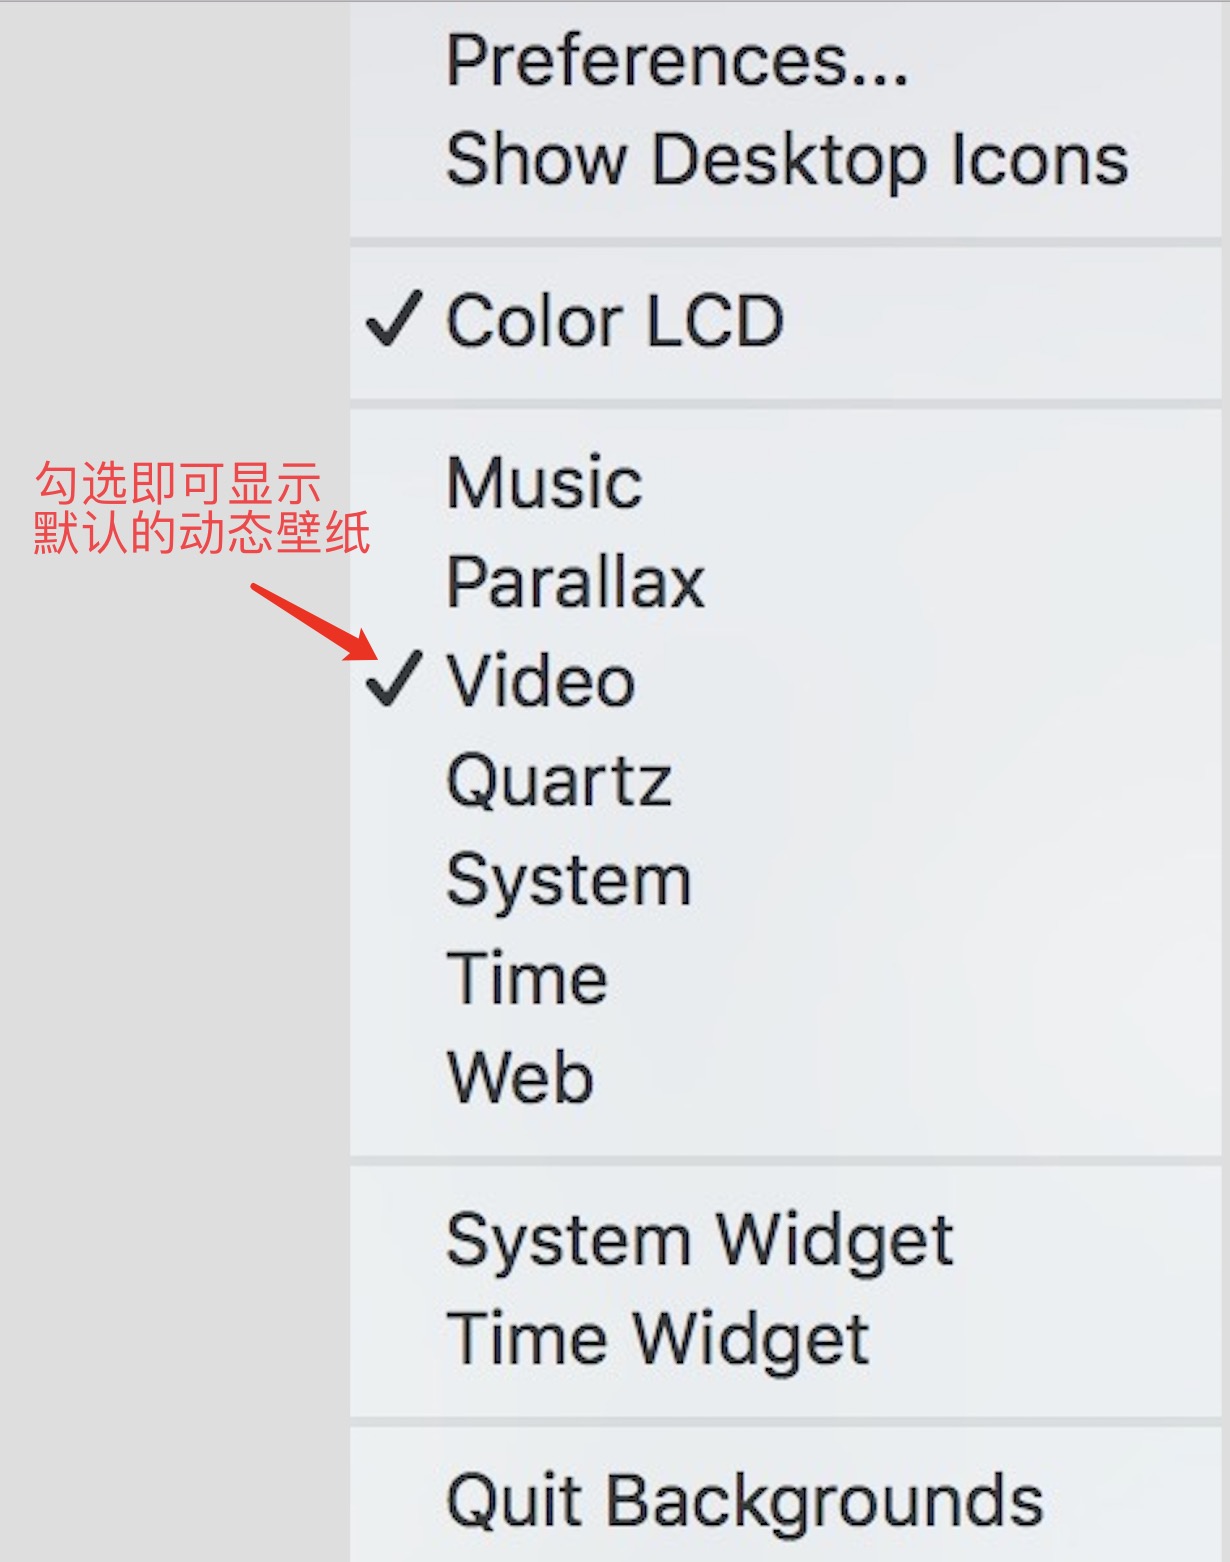 Preferences...
Show Desktop Icons
✓ Color LCD
Music
勾选即可显示
默认的动态壁纸
Parallax
✓ Video
Quartz
System
Time
Web
System Widget
Time Widget
Quit Backgrounds